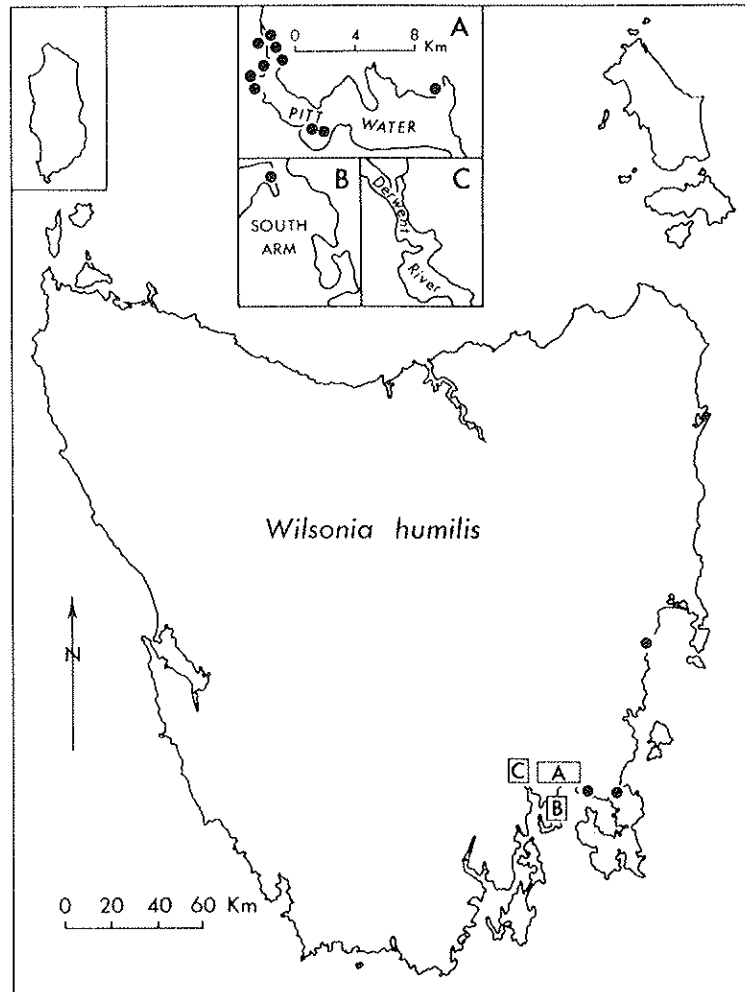 A
0 4 8
Km
PITT
WATER
B
C
SOUTH
ARM
Derwent
River
Wilsonia humilis
N
C
A
B
0 20 40 60 Km